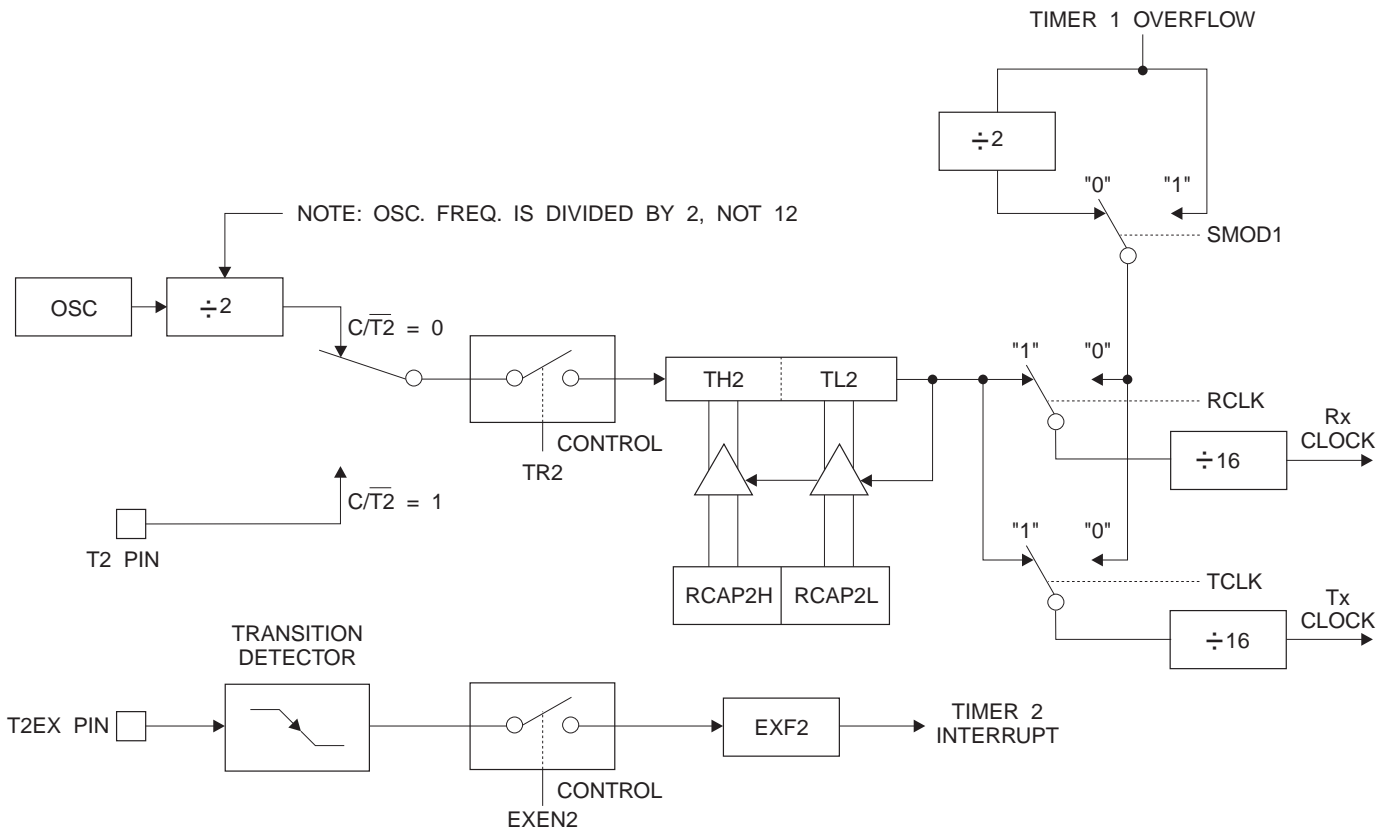 TIMER 1 OVERFLOW
÷2
"0" "1"
SMOD1
NOTE: OSC. FREQ. IS DIVIDED BY 2, NOT 12
OSC
÷2
C/T2̅ = 0
TH2 TL2
"1" "0"
RCLK
Rx
CLOCK
÷16
CONTROL
TR2
C/T2̅ = 1
T2 PIN
RCAP2H RCAP2L
"1" "0"
TCLK
Tx
CLOCK
÷16
TRANSITION
DETECTOR
T2EX PIN
EXF2
TIMER 2
INTERRUPT
CONTROL
EXEN2